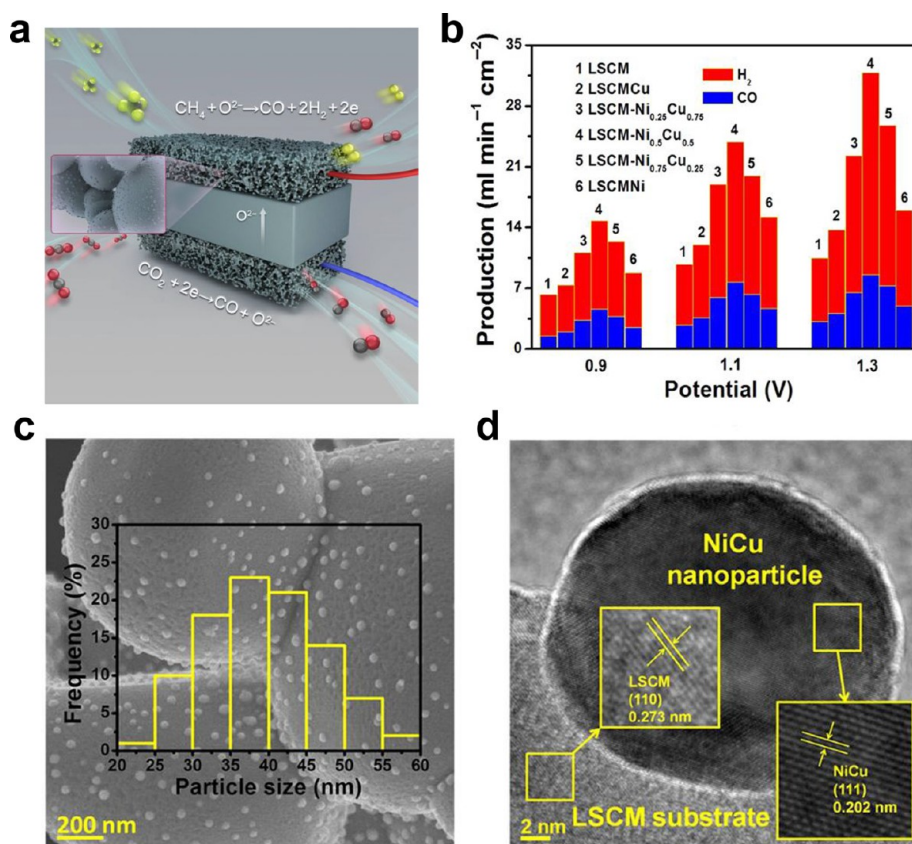 a
CH₄ + O²⁻→CO + 2H₂ + 2e
O²⁻
CO₂ + 2e→CO + O²⁻
b
Production (ml min⁻¹ cm⁻²)
35
28
21
14
7
0
1 LSCM
2 LSCMCu
3 LSCM-Ni₀.₂₅Cu₀.₇₅
4 LSCM-Ni₀.₅Cu₀.₅
5 LSCM-Ni₀.₇₅Cu₀.₂₅
6 LSCMNi
H₂
CO
1 2 3 4 5 6
1 2 3 4 5 6
1 2 3 4 5 6
0.9 1.1 1.3
Potential (V)
c
Frequency (%)
30
25
20
15
10
5
0
20 25 30 35 40 45 50 55 60
Particle size (nm)
200 nm
d
NiCu
nanoparticle
LSCM
(110)
0.273 nm
NiCu
(111)
0.202 nm
2 nm
LSCM substrate